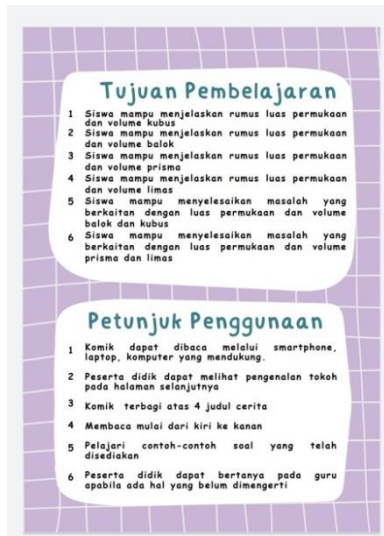 Tujuan Pembelajaran
1 Siswa mampu menjelaskan rumus luas permukaan
dan volume kubus
2 Siswa mampu menjelaskan rumus luas permukaan
dan volume balok
3 Siswa mampu menjelaskan rumus luas permukaan
dan volume prisma
4 Siswa mampu menjelaskan rumus luas permukaan
dan volume limas
5 Siswa mampu menyelesaikan masalah yang
berkaitan dengan luas permukaan dan volume
balok dan kubus
6 Siswa mampu menyelesaikan masalah yang
berkaitan dengan luas permukaan dan volume
prisma dan limas
Petunjuk Penggunaan
1 Komik dapat dibaca melalui smartphone,
laptop, komputer yang mendukung.
2 Peserta didik dapat melihat pengenalan tokoh
pada halaman selanjutnya
3 Komik terbagi atas 4 judul cerita
4 Membaca mulai dari kiri ke kanan
5 Pelajari contoh-contoh soal yang telah
disediakan
6 Peserta didik dapat bertanya pada guru
apabila ada hal yang belum dimengerti